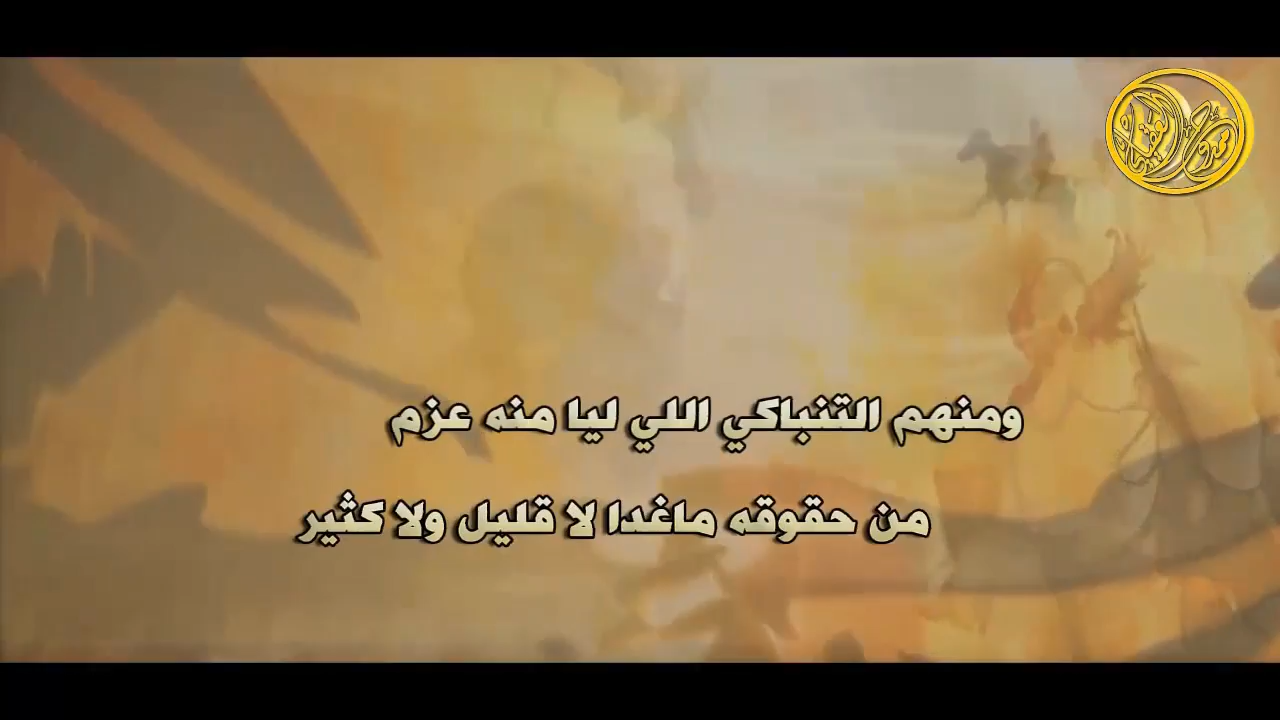 ومنهم التنباكي اللي ليا منه عزم
من حقوقه ماغدا لا قليل ولا كثير